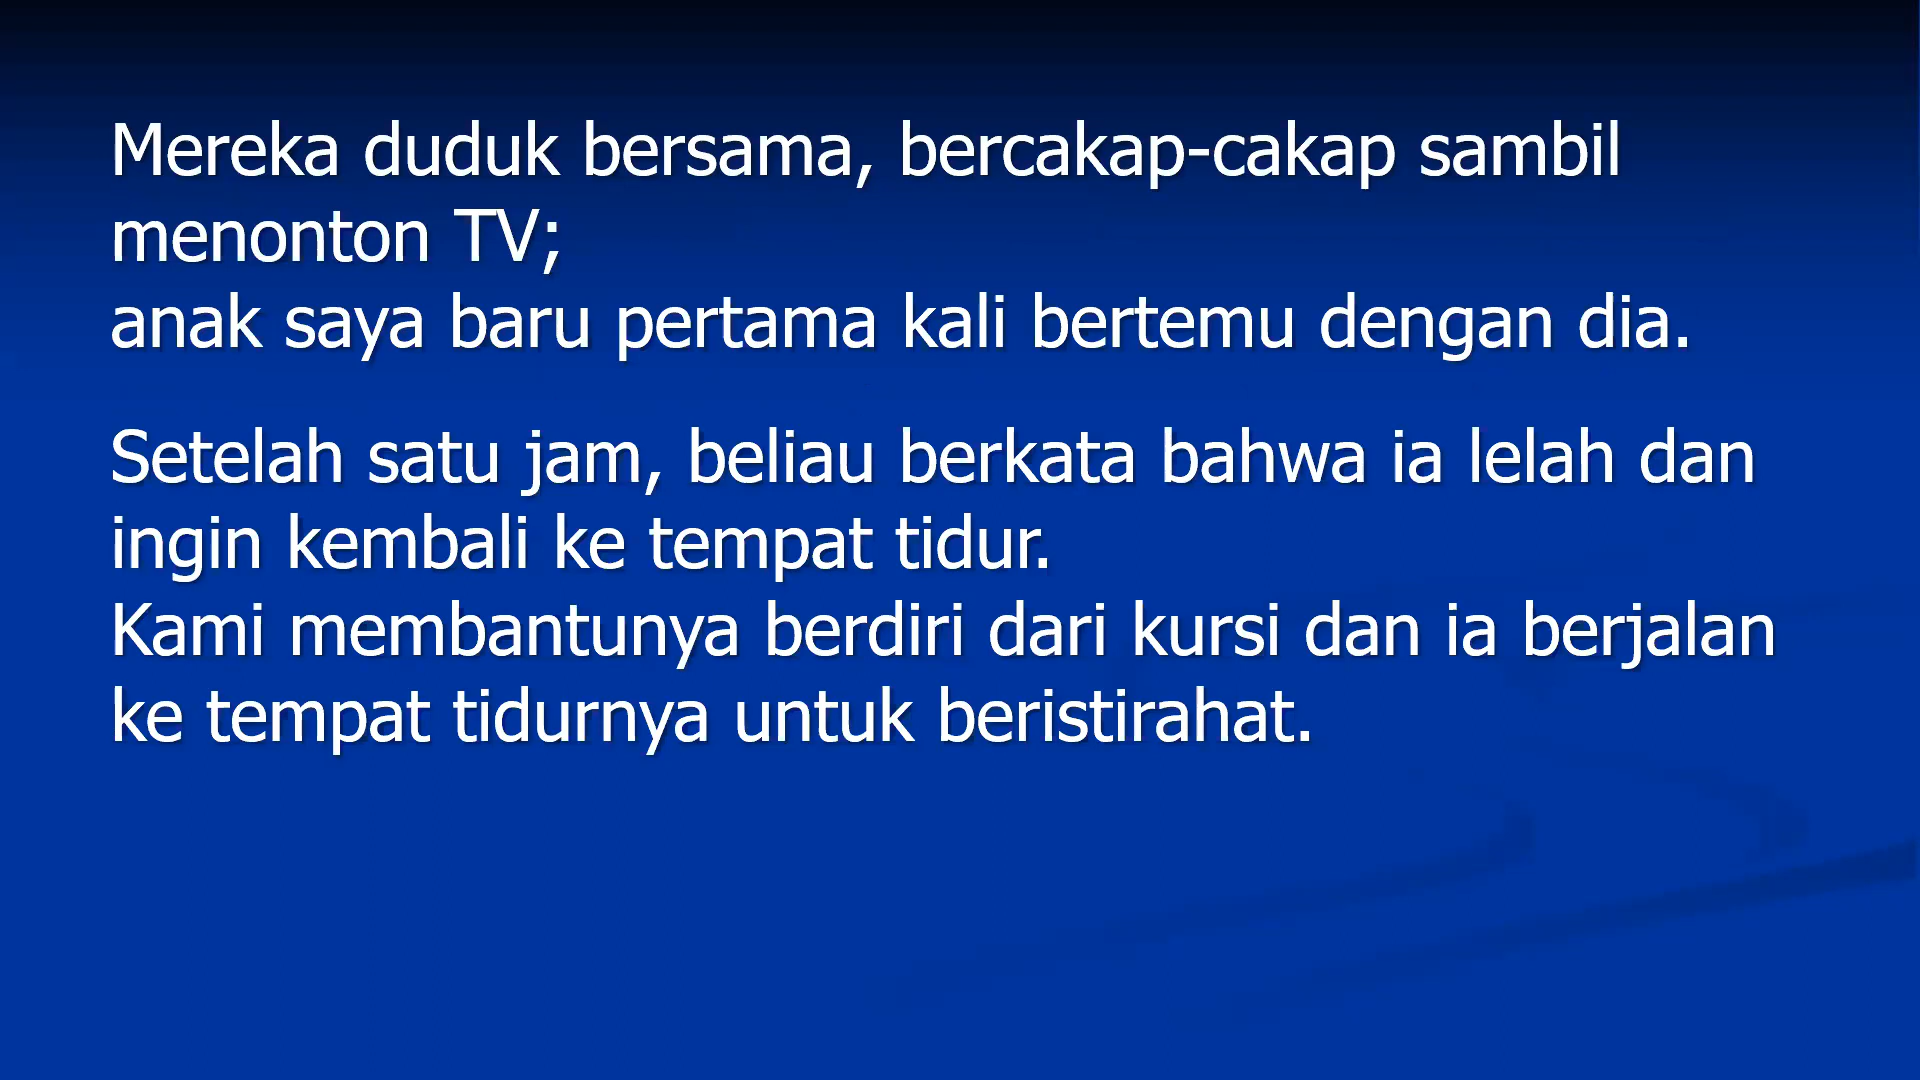 Mereka duduk bersama, bercakap-cakap sambil
menonton TV;
anak saya baru pertama kali bertemu dengan dia.
Setelah satu jam, beliau berkata bahwa ia lelah dan
ingin kembali ke tempat tidur.
Kami membantunya berdiri dari kursi dan ia berjalan
ke tempat tidurnya untuk beristirahat.